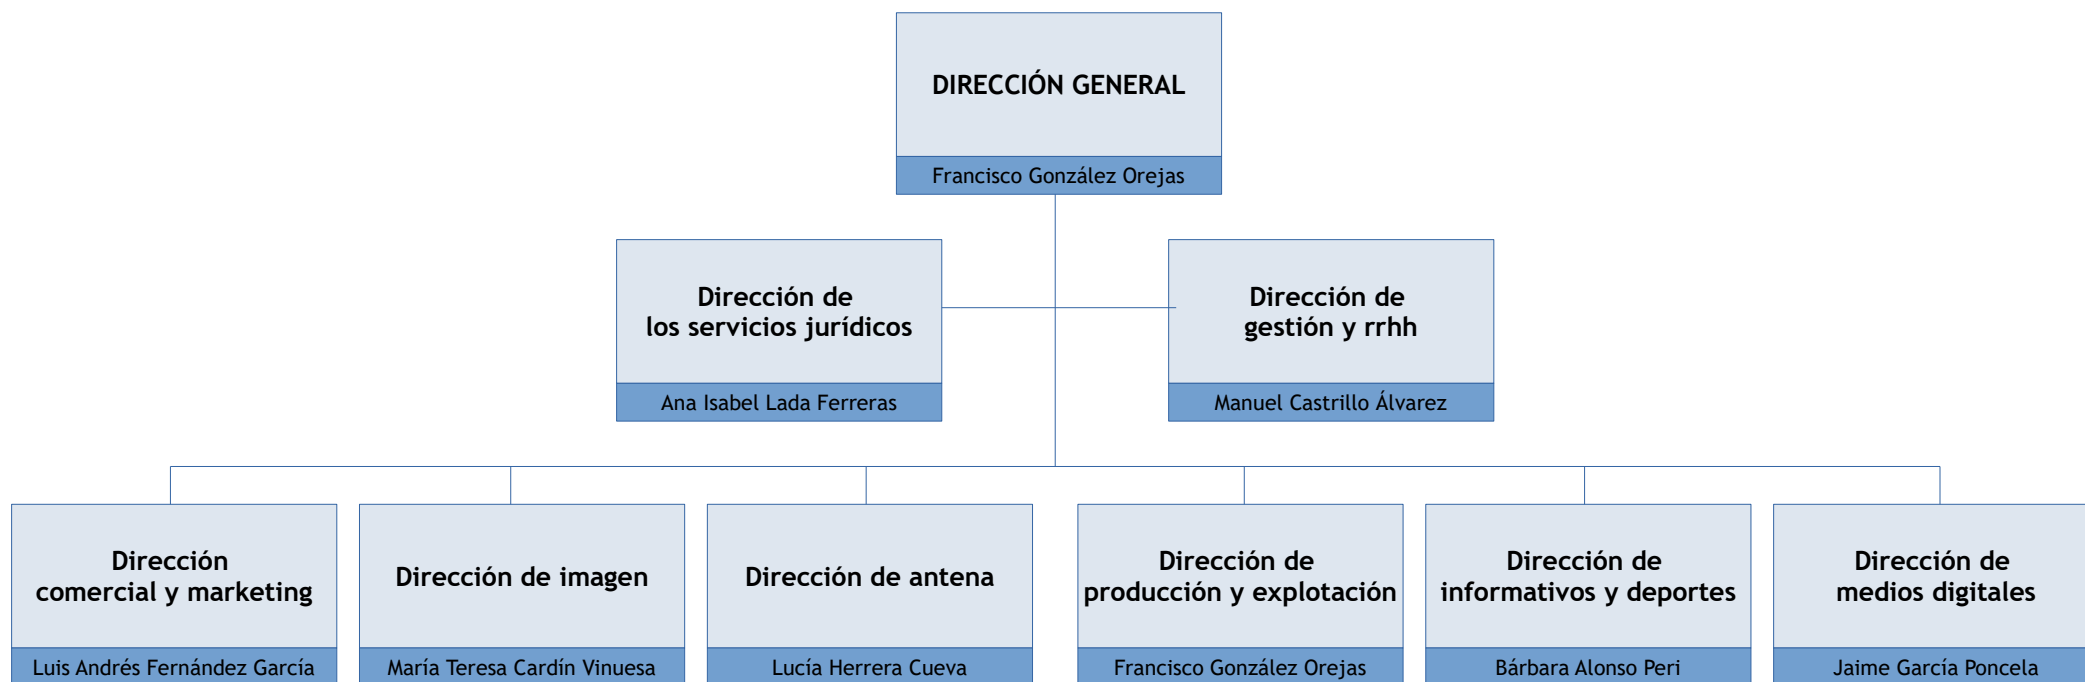 DIRECCIÓN GENERAL
Francisco González Orejas
Dirección de
los servicios jurídicos
Ana Isabel Lada Ferreras
Dirección de
gestión y rrhh
Manuel Castrillo Álvarez
Dirección
comercial y marketing
Luis Andrés Fernández García
Dirección de imagen
María Teresa Cardín Vinuesa
Dirección de antena
Lucía Herrera Cueva
Dirección de
producción y explotación
Francisco González Orejas
Dirección de
informativos y deportes
Bárbara Alonso Peri
Dirección de
medios digitales
Jaime García Poncela